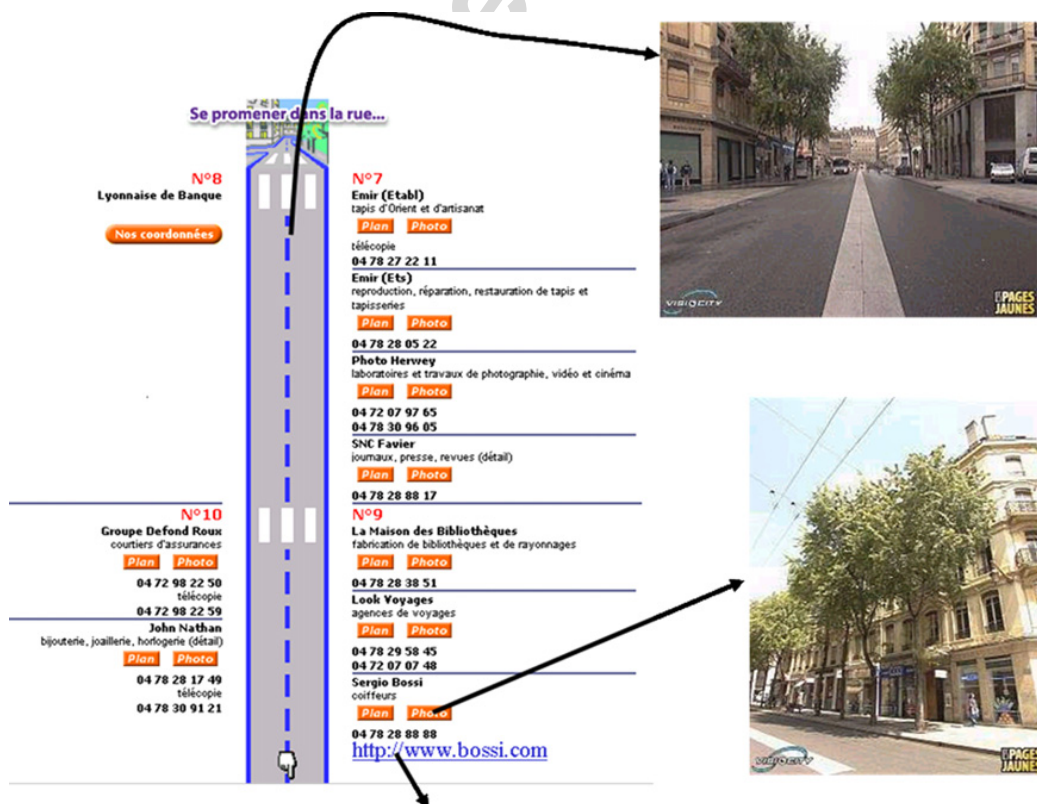 Se promener dans la rue...
N°8
Lyonnaise de Banque
Nos coordonnées
N°10
Groupe Defond Roux
courtiers d'assurances
Plan Photo
04 72 98 22 50
télécopie
04 72 98 22 59
John Nathan
bijouterie, joaillerie, horlogerie (détail)
Plan Photo
04 78 28 17 49
télécopie
04 78 30 91 21
N°7
Emir (Etabl)
tapis d'Orient et d'artisanat
Plan Photo
télécopie
04 78 27 22 11
Emir (Ets)
reproduction, réparation, restauration de tapis et
tapisseries
Plan Photo
04 78 28 05 22
Photo Herwey
laboratoires et travaux de photographie, vidéo et cinéma
Plan Photo
04 72 07 97 65
04 78 30 96 05
SNC Favier
journaux, presse, revues (détail)
Plan Photo
04 78 28 88 17
N°9
La Maison des Bibliothèques
fabrication de bibliothèques et de rayonnages
Plan Photo
04 78 28 38 51
Look Voyages
agences de voyages
Plan Photo
04 78 29 58 45
04 72 07 07 48
Sergio Bossi
coiffeurs
Plan Photo
04 78 28 88 88
http://www.bossi.com
VISIOCITY
PAGES
JAUNES
VISIOCITY
PAGES
JAUNES